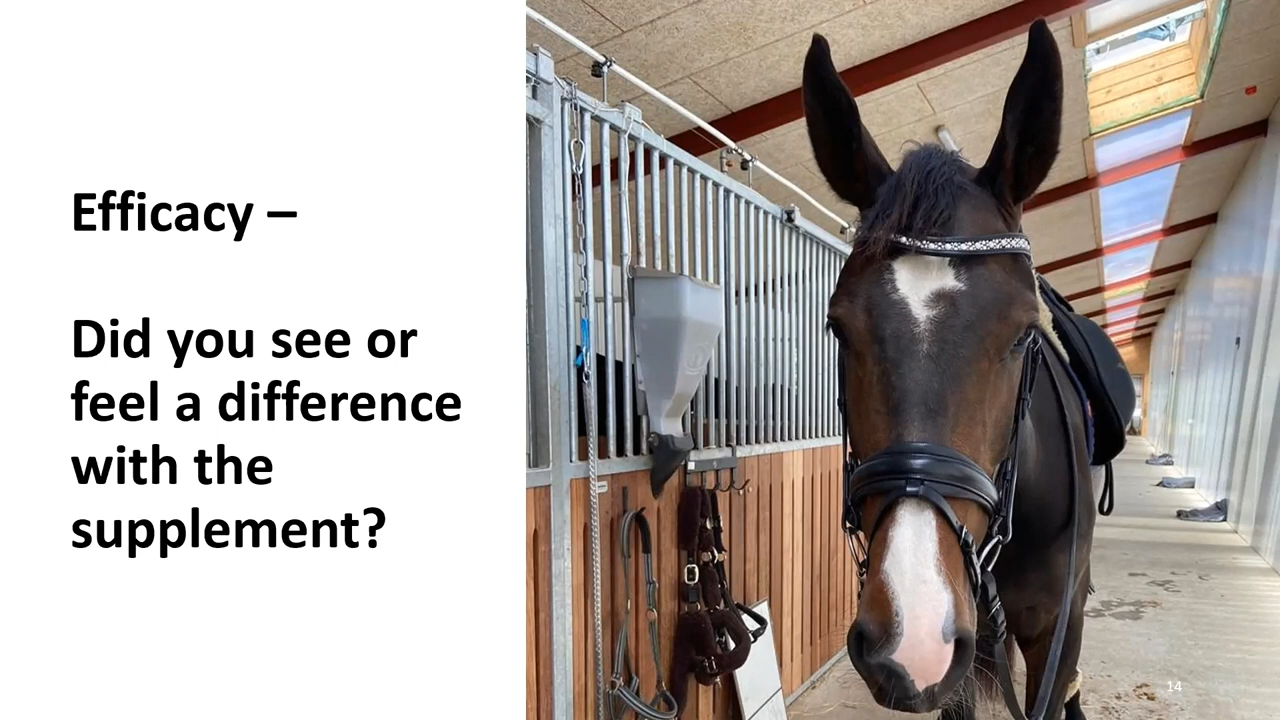 Efficacy –
Did you see or
feel a difference
with the
supplement?
14